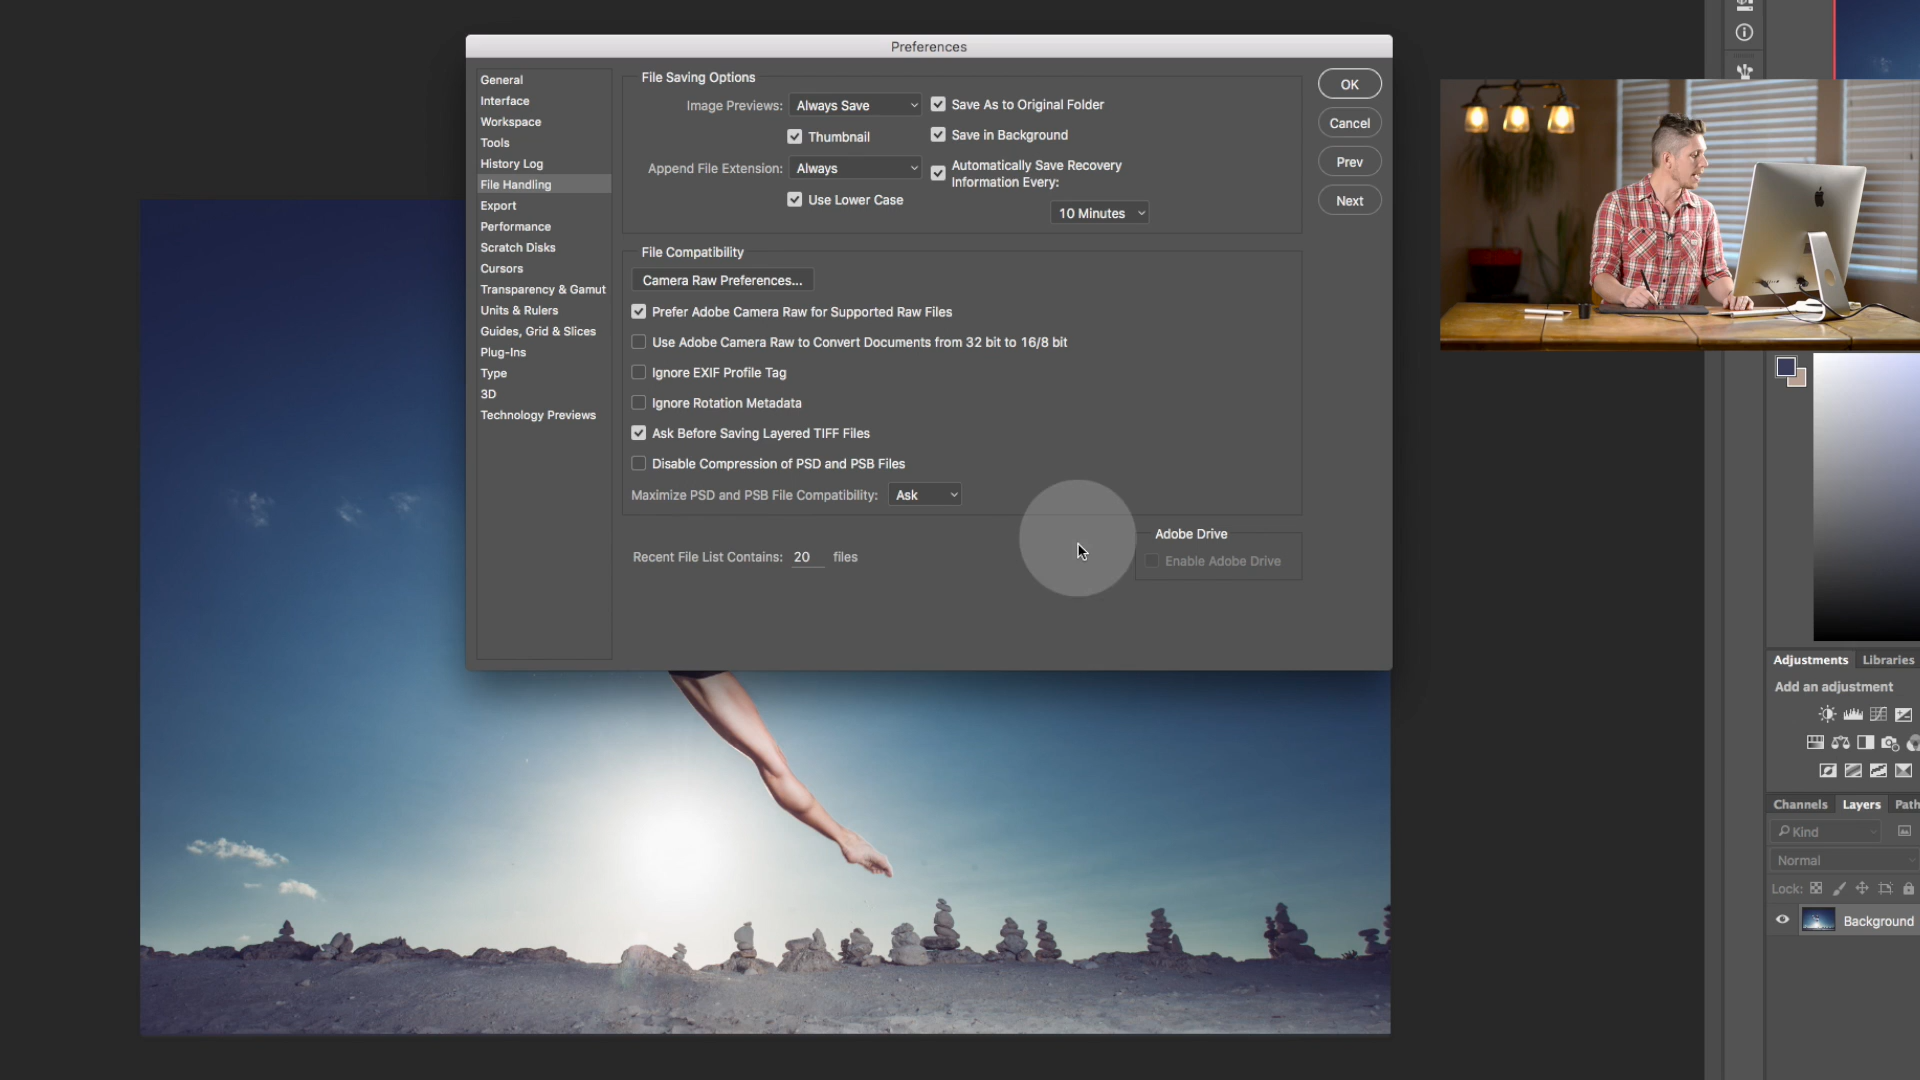 Preferences
General
Interface
Workspace
Tools
History Log
File Handling
Export
Performance
Scratch Disks
Cursors
Transparency & Gamut
Units & Rulers
Guides, Grid & Slices
Plug-Ins
Type
3D
Technology Previews
File Saving Options
Image Previews: Always Save
Thumbnail
Append File Extension: Always
Use Lower Case
Save As to Original Folder
Save in Background
Automatically Save Recovery
Information Every:
10 Minutes
File Compatibility
Camera Raw Preferences...
Prefer Adobe Camera Raw for Supported Raw Files
Use Adobe Camera Raw to Convert Documents from 32 bit to 16/8 bit
Ignore EXIF Profile Tag
Ignore Rotation Metadata
Ask Before Saving Layered TIFF Files
Disable Compression of PSD and PSB Files
Maximize PSD and PSB File Compatibility: Ask
Recent File List Contains: 20 files
Adobe Drive
Enable Adobe Drive
OK
Cancel
Prev
Next
Adjustments Libraries
Add an adjustment
Channels Layers Path
Kind
Normal
Lock:
Background